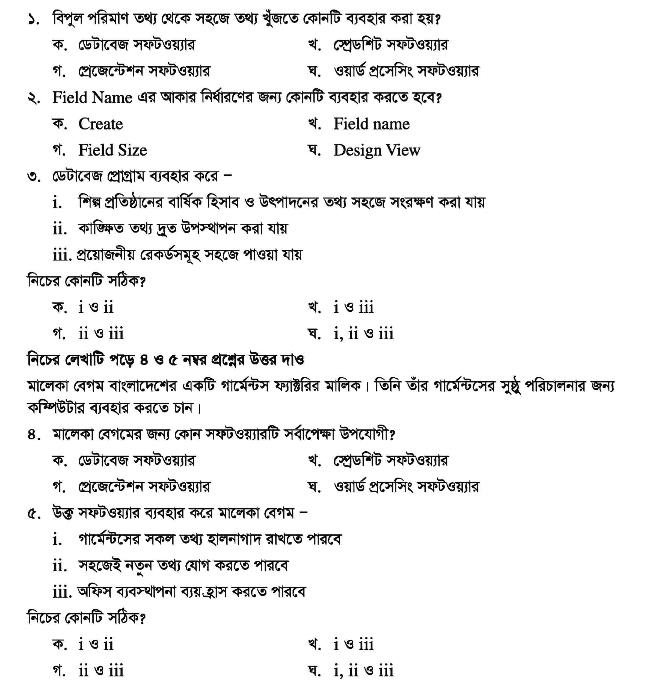 ১. বিপুল পরিমাণ তথ্য থেকে সহজে তথ্য খুঁজতে কোনটি ব্যবহার করা হয়?
ক. ডেটাবেজ সফটওয়্যার খ. স্প্রেডশিট সফটওয়্যার
গ. প্রেজেন্টেশন সফটওয়্যার ঘ. ওয়ার্ড প্রসেসিং সফটওয়্যার
২. Field Name এর আকার নির্ধারণের জন্য কোনটি ব্যবহার করতে হবে?
ক. Create খ. Field name
গ. Field Size ঘ. Design View
৩. ডেটাবেজ প্রোগ্রাম ব্যবহার করে –
i. শিল্প প্রতিষ্ঠানের বার্ষিক হিসাব ও উৎপাদনের তথ্য সহজে সংরক্ষণ করা যায়
ii. কাঙ্ক্ষিত তথ্য দ্রুত উপস্থাপন করা যায়
iii. প্রয়োজনীয় রেকর্ডসমূহ সহজে পাওয়া যায়
নিচের কোনটি সঠিক?
ক. i ও ii খ. i ও iii
গ. ii ও iii ঘ. i, ii ও iii
নিচের লেখাটি পড়ে ৪ ও ৫ নম্বর প্রশ্নের উত্তর দাও
মালেকা বেগম বাংলাদেশের একটি গার্মেন্টস ফ্যাক্টরির মালিক। তিনি তাঁর গার্মেন্টসের সুষ্ঠু পরিচালনার জন্য
কম্পিউটার ব্যবহার করতে চান।
৪. মালেকা বেগমের জন্য কোন সফটওয়্যারটি সর্বাপেক্ষা উপযোগী?
ক. ডেটাবেজ সফটওয়্যার খ. স্প্রেডশিট সফটওয়্যার
গ. প্রেজেন্টেশন সফটওয়্যার ঘ. ওয়ার্ড প্রসেসিং সফটওয়্যার
৫. উক্ত সফটওয়্যার ব্যবহার করে মালেকা বেগম –
i. গার্মেন্টসের সকল তথ্য হালনাগাদ রাখতে পারবে
ii. সহজেই নতুন তথ্য যোগ করতে পারবে
iii. অফিস ব্যবস্থাপনা ব্যয় হ্রাস করতে পারবে
নিচের কোনটি সঠিক?
ক. i ও ii খ. i ও iii
গ. ii ও iii ঘ. i, ii ও iii